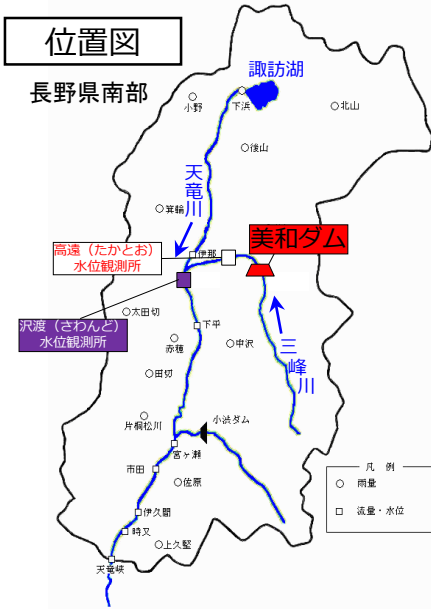 位置図
長野県南部
諏訪湖
下浜
小野
北山
後山
天竜川
箕輪
高遠（たかとお）
水位観測所
伊那
美和ダム
沢渡（さわんど）
水位観測所
太田切
下平
赤穂
中沢
三峰川
田切
片桐松川
小渋ダム
宮ヶ瀬
市田
佐原
凡 例
雨量
流量・水位
伊久間
時又
上久堅
天竜峡